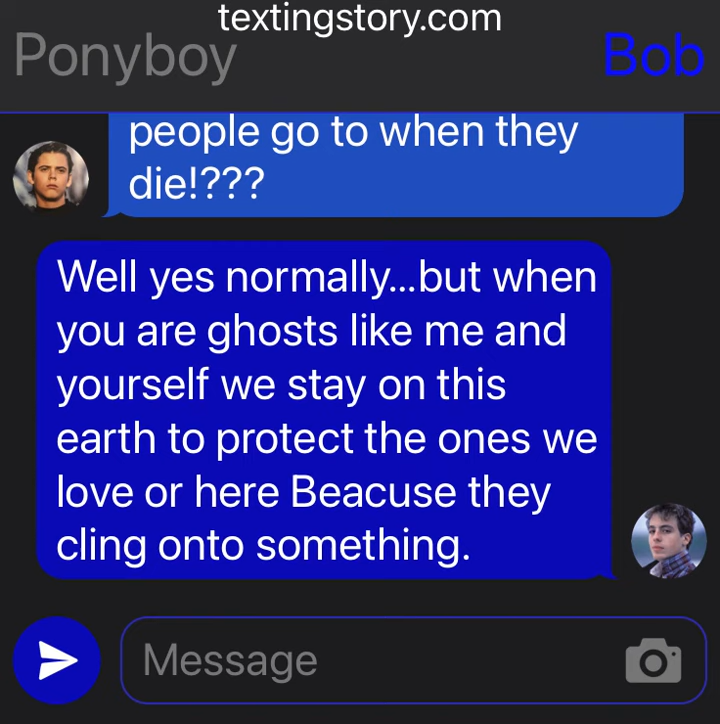 textingstory.com
Ponyboy
Bob
people go to when they
die!???
Well yes normally...but when
you are ghosts like me and
yourself we stay on this
earth to protect the ones we
love or here Beacuse they
cling onto something.
Message